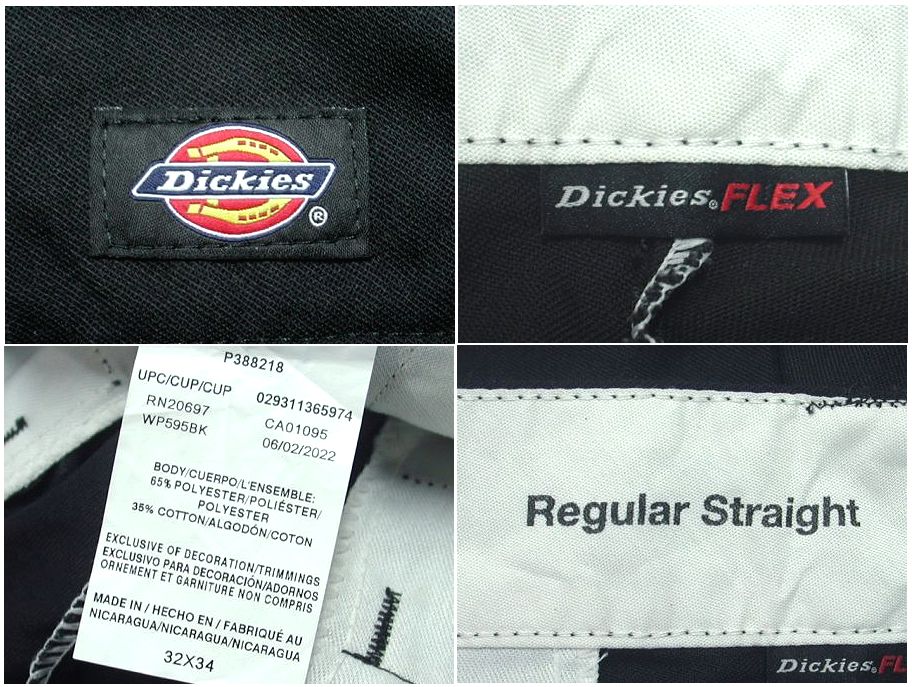 Dickies
®
Dickies® FLEX
P388218
UPC/CUP/CUP 029311365974
RN20697 CA01095
WP595BK 06/02/2022
BODY/CUERPO/L'ENSEMBLE:
65% POLYESTER/POLIÉSTER/
POLYESTER
35% COTTON/ALGODÓN/COTON
EXCLUSIVE OF DECORATION/TRIMMINGS
EXCLUSIVO PARA DECORACIÓN/ADORNOS
ORNEMENT ET GARNITURE NON COMPRIS
MADE IN / HECHO EN / FABRIQUÉ AU
NICARAGUA/NICARAGUA/NICARAGUA
32X34
Regular Straight
Dickies® FL